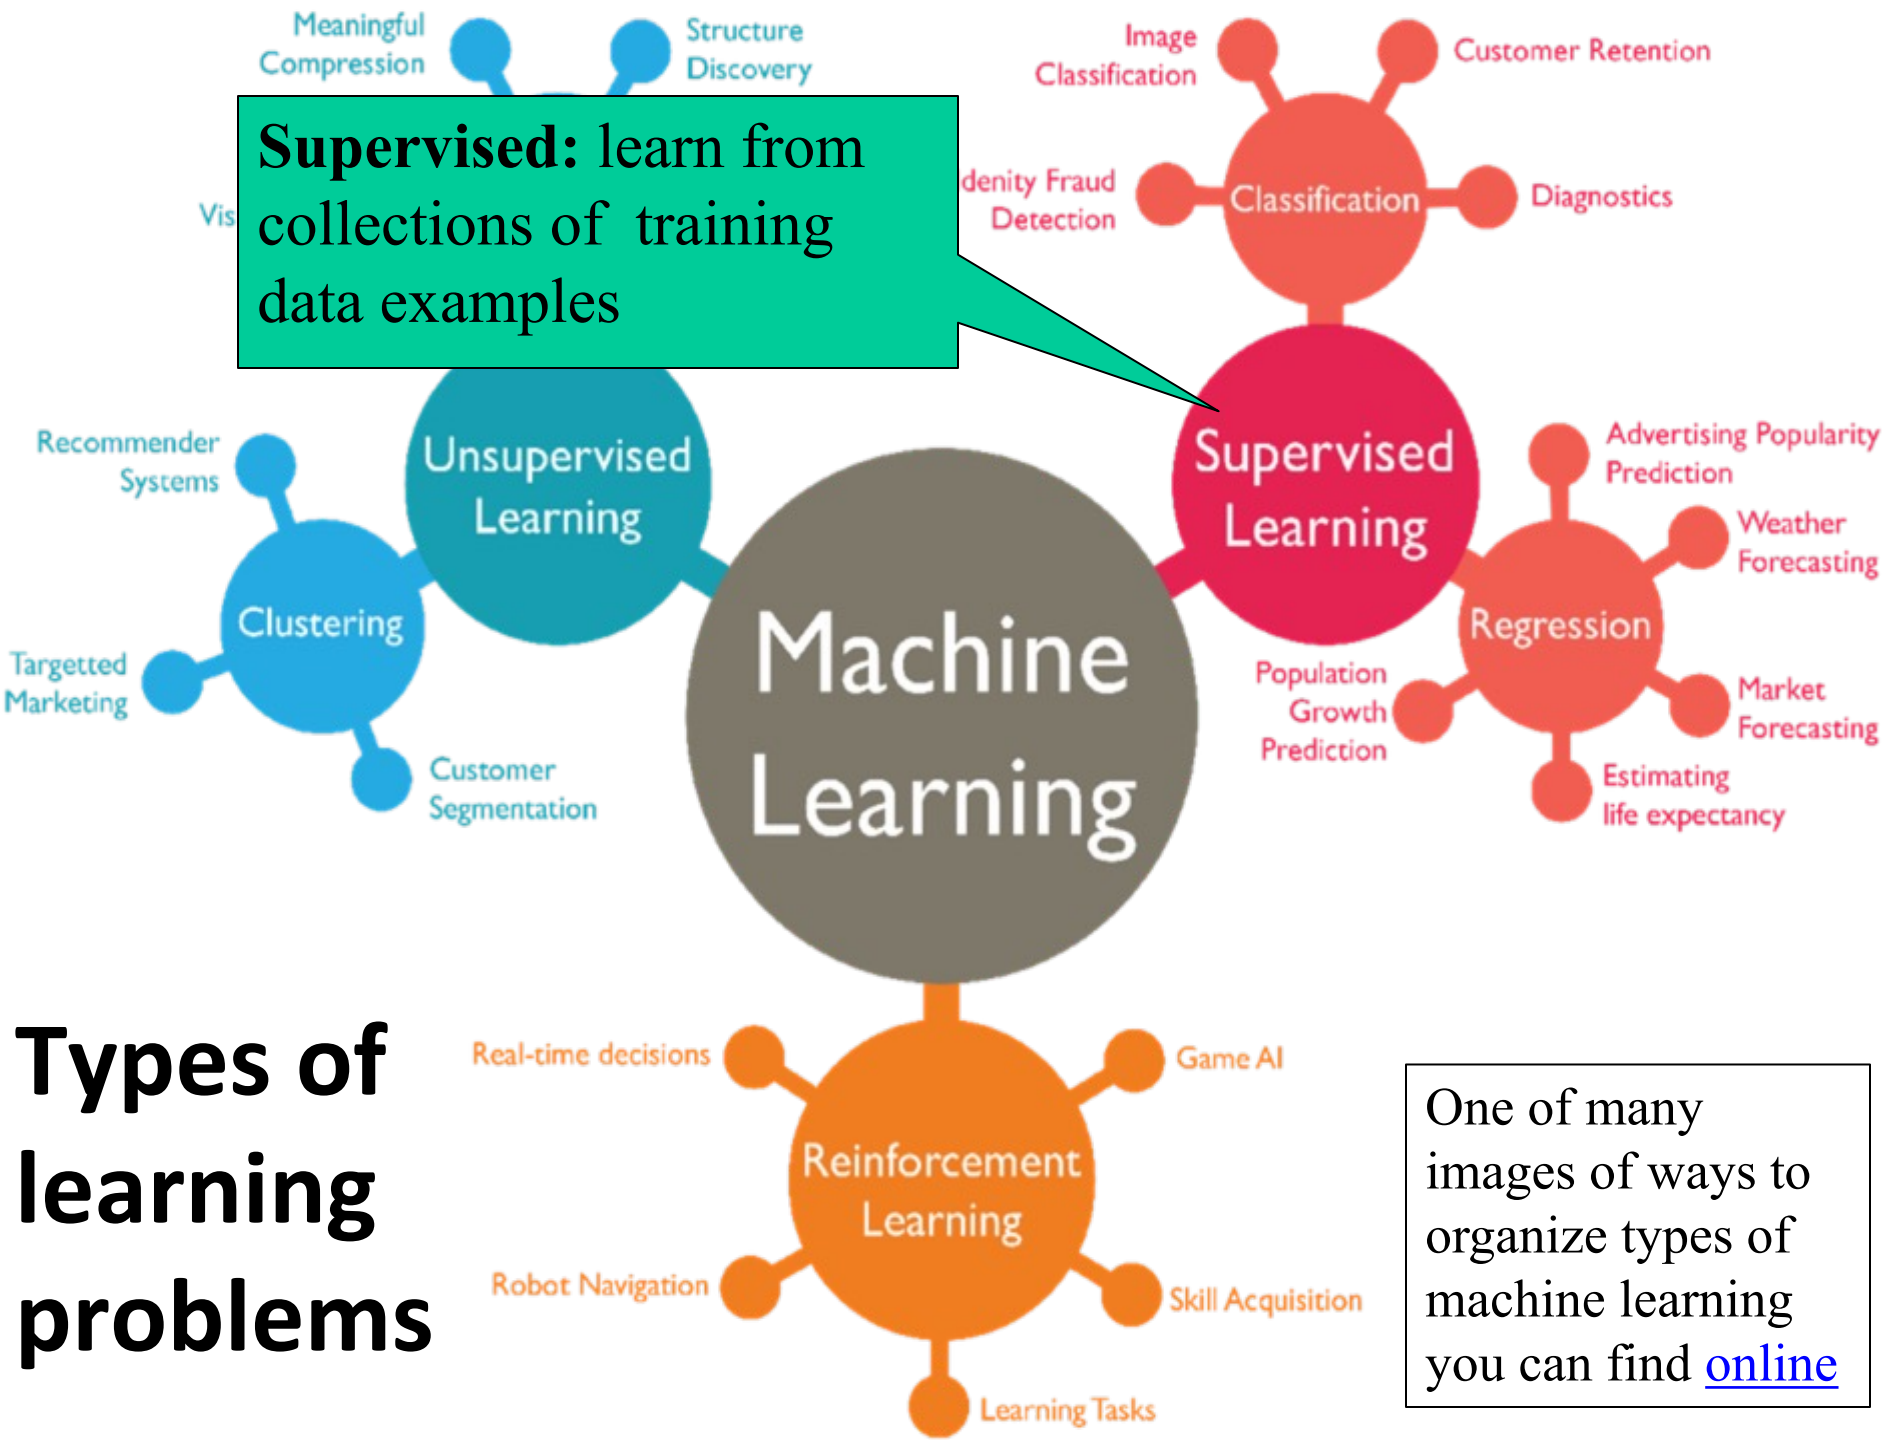 Meaningful
Compression
Structure
Discovery
Image
Classification
Customer Retention
Supervised: learn from
collections of training
data examples
Vis
denity Fraud
Detection
Classification
Diagnostics
Recommender
Systems
Unsupervised
Learning
Supervised
Learning
Advertising Popularity
Prediction
Weather
Forecasting
Clustering
Machine
Learning
Regression
Targetted
Marketing
Population
Growth
Prediction
Market
Forecasting
Customer
Segmentation
Estimating
life expectancy
Types of
learning
problems
Real-time decisions
Game AI
Reinforcement
Learning
Robot Navigation
Skill Acquisition
Learning Tasks
One of many
images of ways to
organize types of
machine learning
you can find online